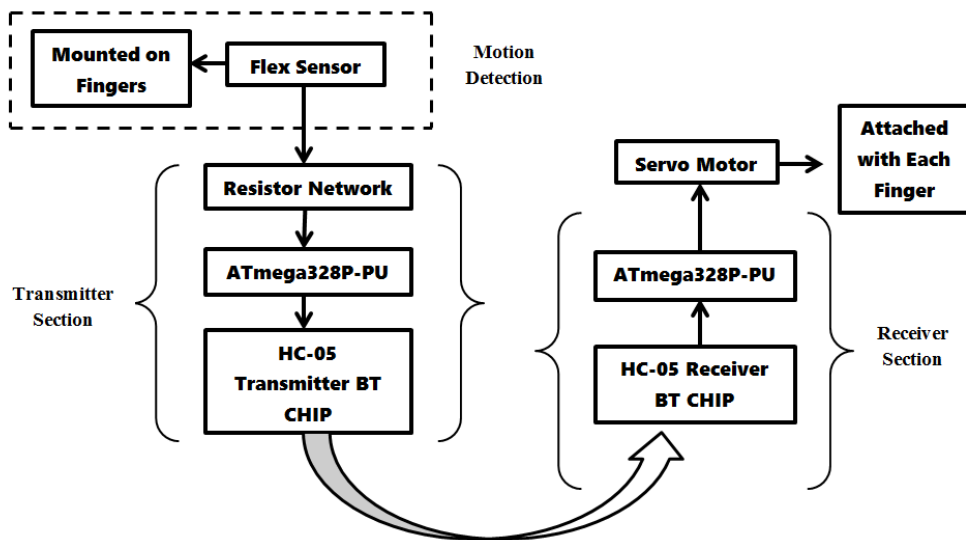 Mounted on
Fingers
Flex Sensor
Motion
Detection
Resistor Network
ATmega328P-PU
HC-05
Transmitter BT
CHIP
Transmitter
Section
Servo Motor
Attached
with Each
Finger
ATmega328P-PU
HC-05 Receiver
BT CHIP
Receiver
Section